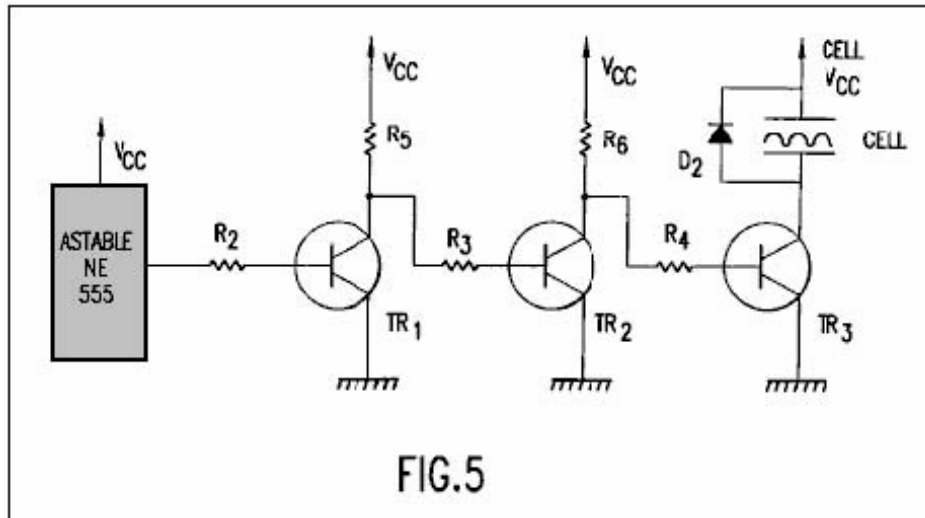 CELL
VCC
VCC
VCC
VCC
R5
R6
D2
CELL
ASTABLE
NE
555
R2
R3
R4
TR1
TR2
TR3
FIG.5